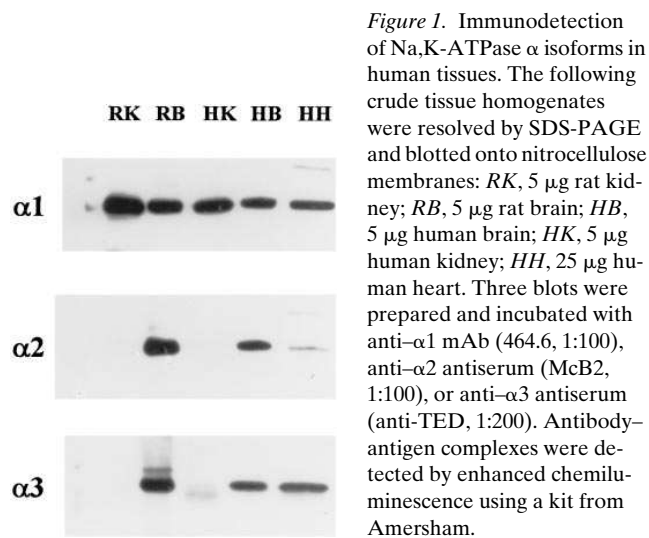 RK RB HK HB HH
α1
α2
α3
Figure 1. Immunodetection
of Na,K-ATPase α isoforms in
human tissues. The following
crude tissue homogenates
were resolved by SDS-PAGE
and blotted onto nitrocellulose
membranes: RK, 5 μg rat kid-
ney; RB, 5 μg rat brain; HB,
5 μg human brain; HK, 5 μg
human kidney; HH, 25 μg hu-
man heart. Three blots were
prepared and incubated with
anti–α1 mAb (464.6, 1:100),
anti–α2 antiserum (McB2,
1:100), or anti–α3 antiserum
(anti-TED, 1:200). Antibody–
antigen complexes were de-
tected by enhanced chemilu-
minescence using a kit from
Amersham.